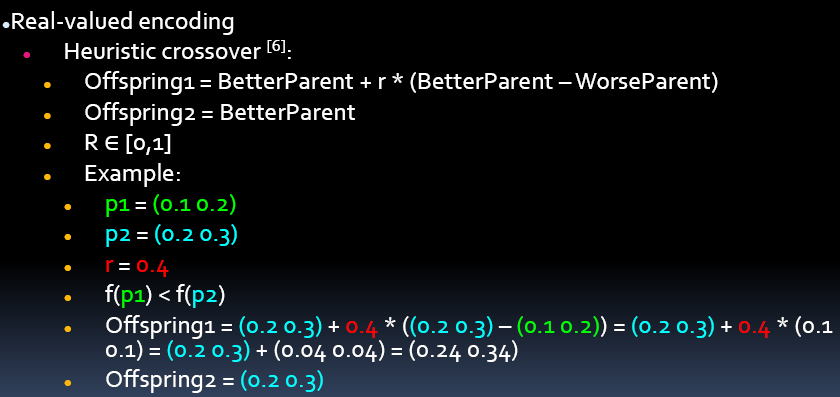 •Real-valued encoding
• Heuristic crossover [6]:
• Offspring1 = BetterParent + r * (BetterParent – WorseParent)
• Offspring2 = BetterParent
• R ∈ [0,1]
• Example:
• p1 = (0.1 0.2)
• p2 = (0.2 0.3)
• r = 0.4
• f(p1) < f(p2)
• Offspring1 = (0.2 0.3) + 0.4 * ((0.2 0.3) – (0.1 0.2)) = (0.2 0.3) + 0.4 * (0.1
0.1) = (0.2 0.3) + (0.04 0.04) = (0.24 0.34)
• Offspring2 = (0.2 0.3)